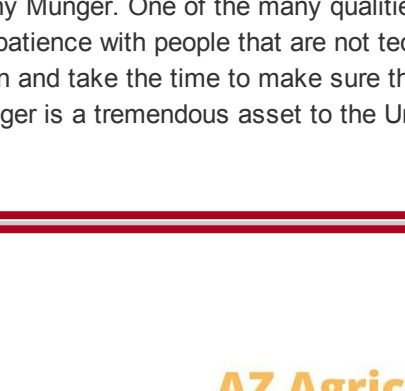 ny Munger. One of the many qualitie
patience with people that are not tec
n and take the time to make sure th
ger is a tremendous asset to the Un
AZ Agric